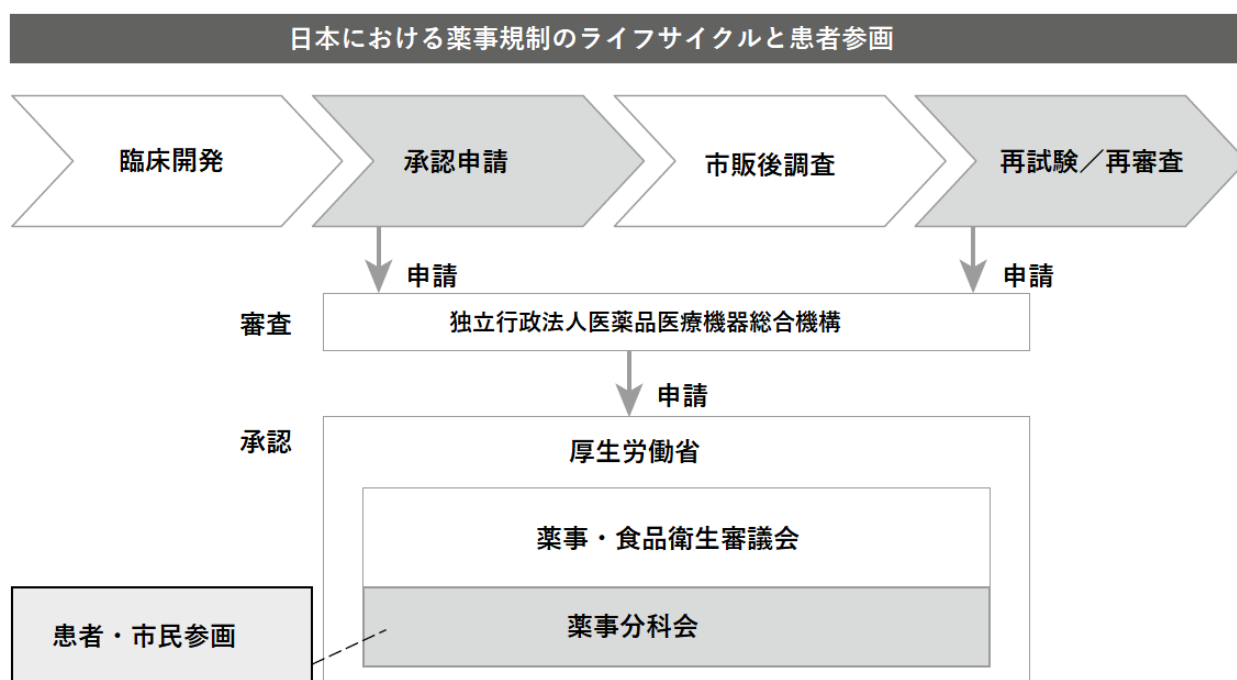 日本における薬事規制のライフサイクルと患者参画
臨床開発
承認申請
市販後調査
再試験／再審査
申請
申請
審査
独立行政法人医薬品医療機器総合機構
申請
承認
厚生労働省
薬事・食品衛生審議会
薬事分科会
患者・市民参画